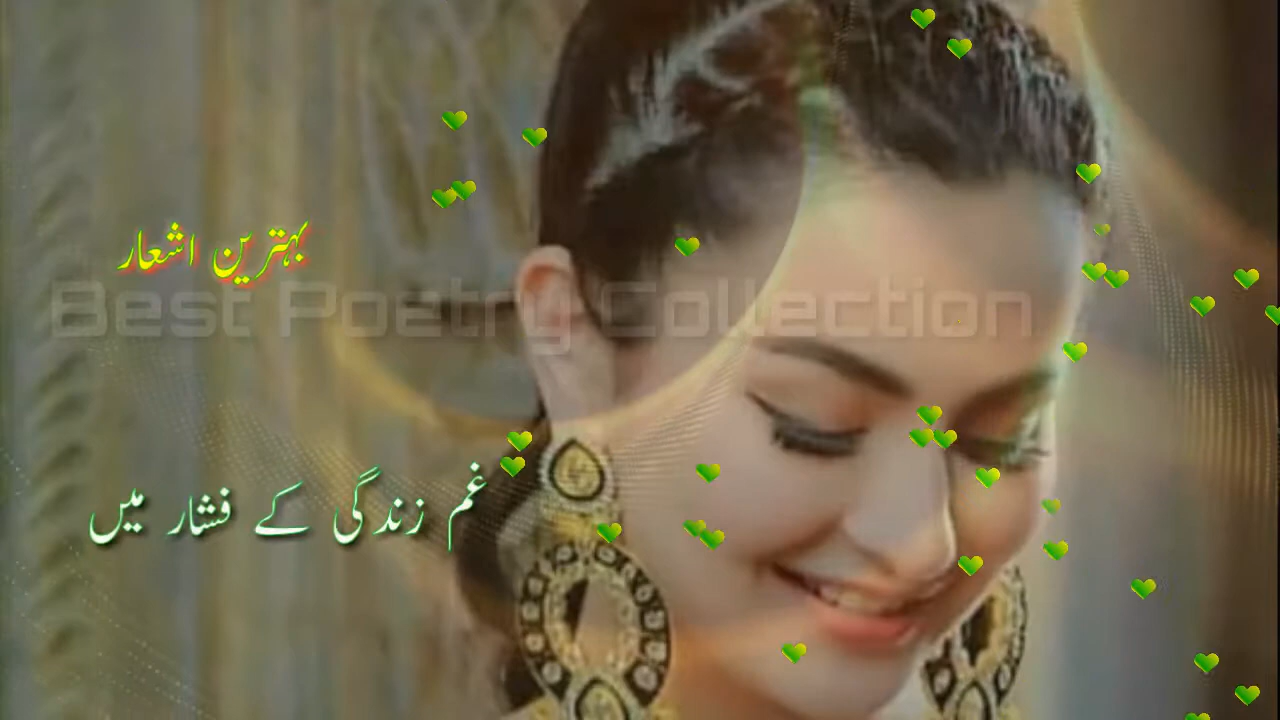 بہترین اشعار
Best Poetry Collection
غم زندگی کے فشار میں